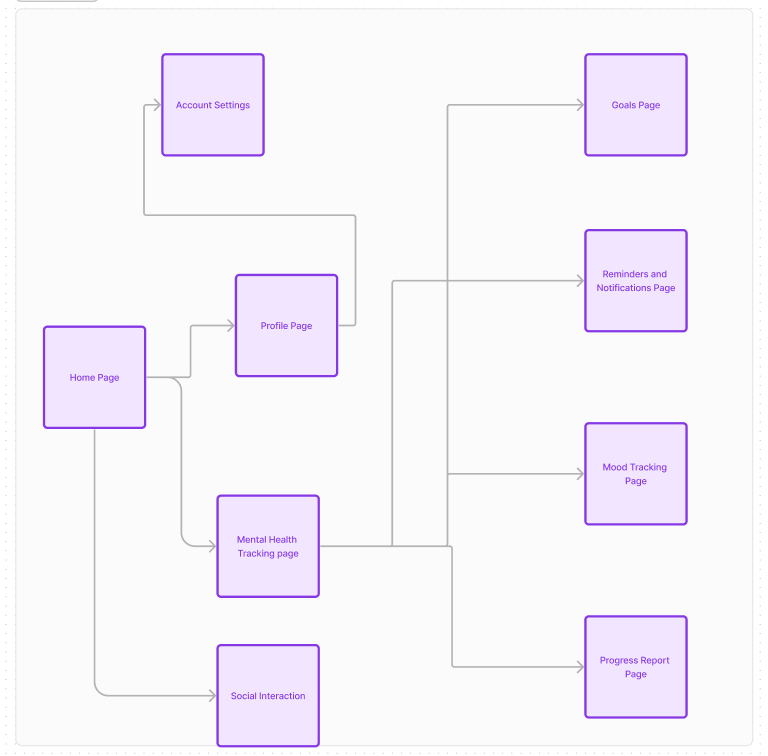 Account Settings
Goals Page
Reminders and
Notifications Page
Profile Page
Home Page
Mood Tracking
Page
Mental Health
Tracking page
Progress Report
Page
Social Interaction